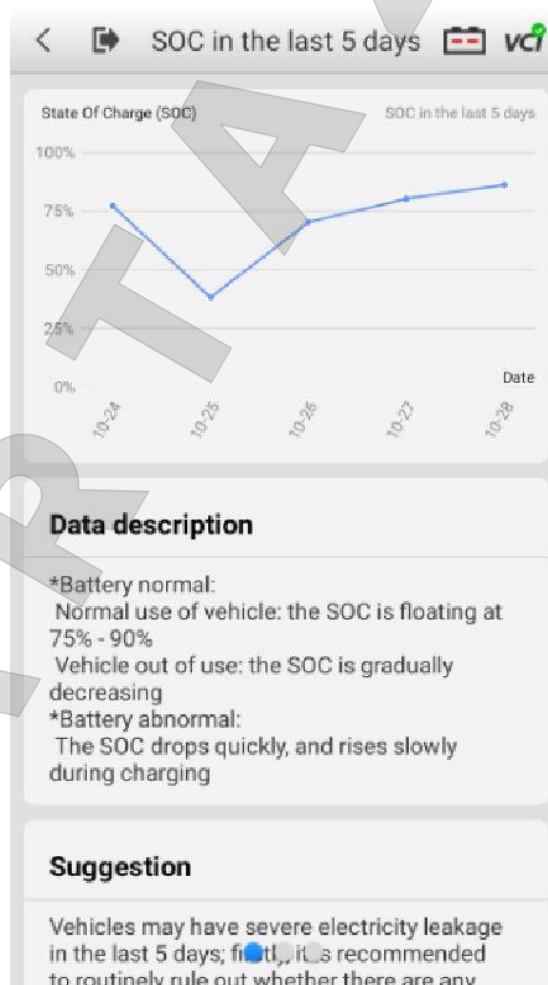 SOC in the last 5 days
VCI
State Of Charge (SOC) SOC in the last 5 days
100%
75%
50%
25%
Date
0%
10-24 10-25 10-26 10-27 10-28
Data description
*Battery normal:
Normal use of vehicle: the SOC is floating at
75% - 90%
Vehicle out of use: the SOC is gradually
decreasing
*Battery abnormal:
The SOC drops quickly, and rises slowly
during charging
Suggestion
Vehicles may have severe electricity leakage
in the last 5 days; recommended
to routinely rule out whether there are any
R T A